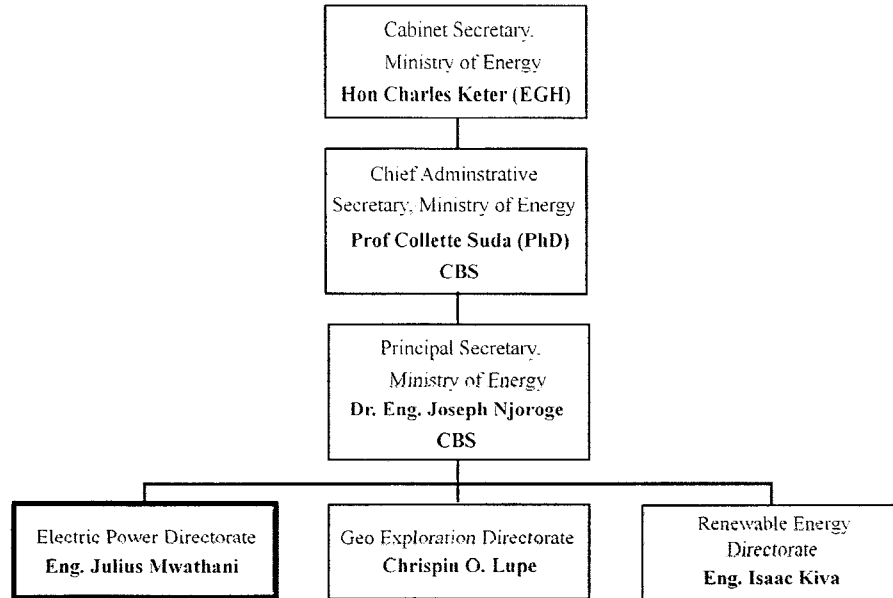 Cabinet Secretary.
Ministry of Energy
Hon Charles Keter (EGH)
Chief Adminstrative
Secretary, Ministry of Energy
Prof Collette Suda (PhD)
CBS
Principal Secretary.
Ministry of Energy
Dr. Eng. Joseph Njoroge
CBS
Electric Power Directorate
Eng. Julius Mwathani
Geo Exploration Directorate
Chrispin O. Lupe
Renewable Energy
Directorate
Eng. Isaac Kiva